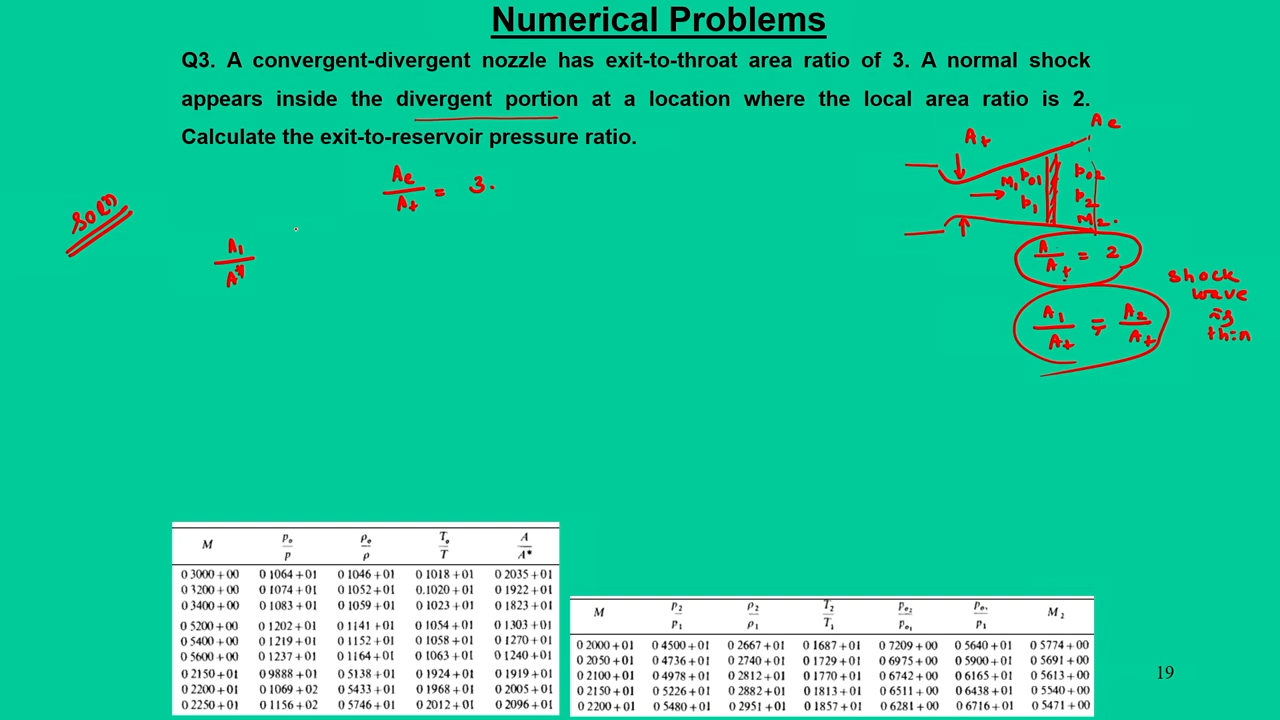 Numerical Problems
Q3. A convergent-divergent nozzle has exit-to-throat area ratio of 3. A normal shock
appears inside the divergent portion at a location where the local area ratio is 2.
Calculate the exit-to-reservoir pressure ratio.
Ae/At = 3.
Soln
A1/A*1
At
Ae
M1 p01 p02
p1 p2
M2.
A/At = 2
A1/At = A2/At
shock
wave
is
thin
M p₀/p ρ₀/ρ T₀/T A/A*
0 3000+00 0 1064+01 0 1046+01 0 1018+01 0 2035+01
0 3200+00 0 1074+01 0 1052+01 0.1020+01 0 1922+01
0 3400+00 0 1083+01 0 1059+01 0 1023+01 0 1823+01
0 5200+00 0 1202+01 0 1141+01 0 1054+01 0 1303+01
0 5400+00 0 1219+01 0 1152+01 0 1058+01 0 1270+01
0 5600+00 0 1237+01 0 1164+01 0 1063+01 0 1240+01
0 2150+01 0 9888+01 0 5138+01 0 1924+01 0 1919+01
0 2200+01 0 1069+02 0 5433+01 0 1968+01 0 2005+01
0 2250+01 0 1156+02 0 5746+01 0 2012+01 0 2096+01
M p₂/p₁ ρ₂/ρ₁ T₂/T₁ p₀₂/p₀₁ p₀₂/p₁ M₂
0 2000+01 0 4500+01 0 2667+01 0 1687+01 0 7209+00 0 5640+01 0 5774+00
0 2050+01 0 4736+01 0 2740+01 0 1729+01 0 6975+00 0 5900+01 0 5691+00
0 2100+01 0 4978+01 0 2812+01 0 1770+01 0 6742+00 0 6165+01 0 5613+00
0 2150+01 0 5226+01 0 2882+01 0 1813+01 0 6511+00 0 6438+01 0 5540+00
0 2200+01 0 5480+01 0 2951+01 0 1857+01 0 6281+00 0 6716+01 0 5471+00
19